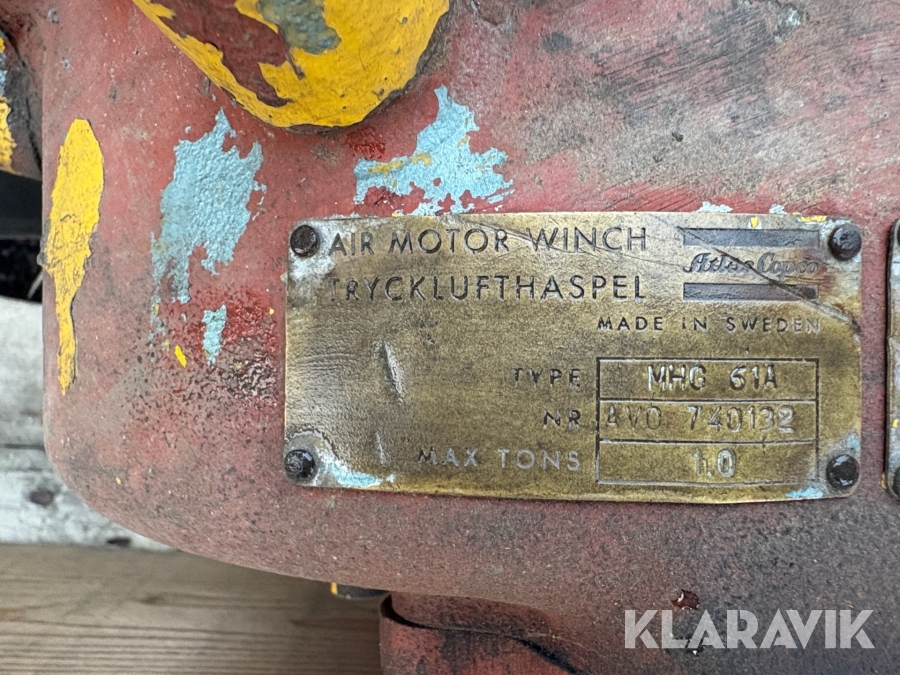 AIR MOTOR WINCH
TRYCKLUFTHASPEL
Atlas Copco
MADE IN SWEDEN
TYPE MHG 61A
NR AVO 740132
MAX TONS 1.0
KLARAVIK